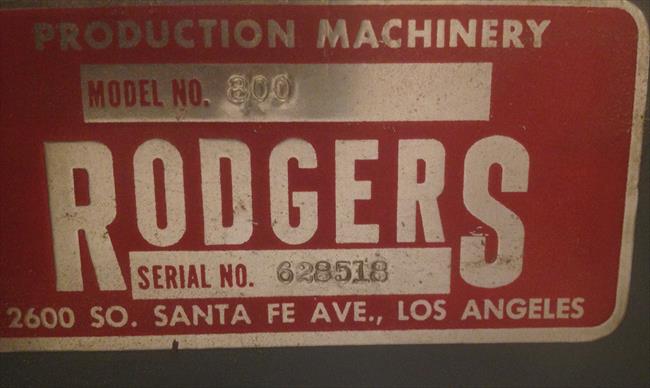 PRODUCTION MACHINERY
MODEL NO. 800
RODGERS
SERIAL NO. 628518
2600 SO. SANTA FE AVE., LOS ANGELES